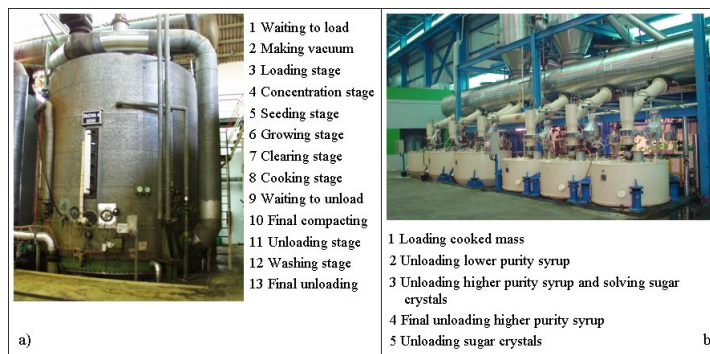 TACHA 4
1 Waiting to load
2 Making vacuum
3 Loading stage
4 Concentration stage
5 Seeding stage
6 Growing stage
7 Clearing stage
8 Cooking stage
9 Waiting to unload
10 Final compacting
11 Unloading stage
12 Washing stage
13 Final unloading
a)
1 Loading cooked mass
2 Unloading lower purity syrup
3 Unloading higher purity syrup and solving sugar
crystals
4 Final unloading higher purity syrup
5 Unloading sugar crystals
b